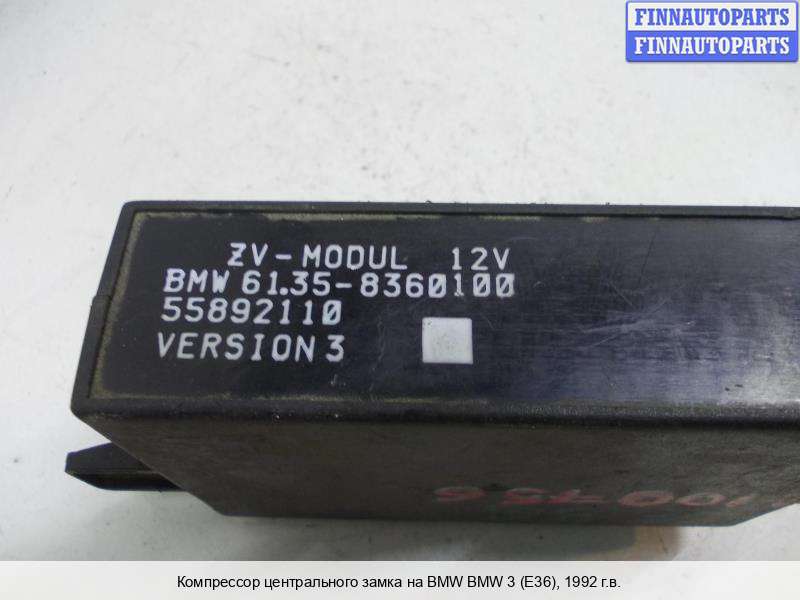 FINNAUTOPARTS
FINNAUTOPARTS
ZV-MODUL 12V
BMW 61.35-8360100
55892110
VERSION 3
Компрессор центрального замка на BMW BMW 3 (E36), 1992 г.в.